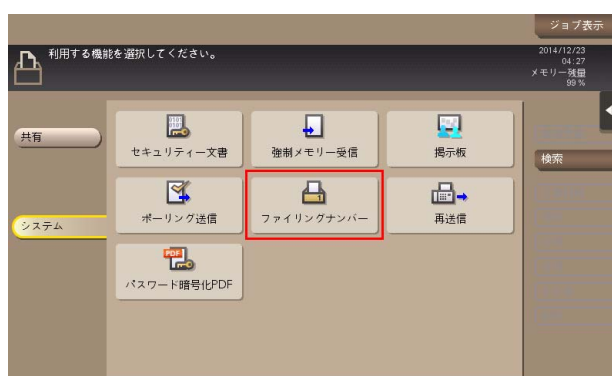 ジョブ表示
利用する機能を選択してください。
2014/12/23
04:27
メモリー残量
99 %
共有
セキュリティー文書
強制メモリー受信
掲示板
検索
ポーリング送信
ファイリングナンバー
再送信
システム
パスワード暗号化PDF